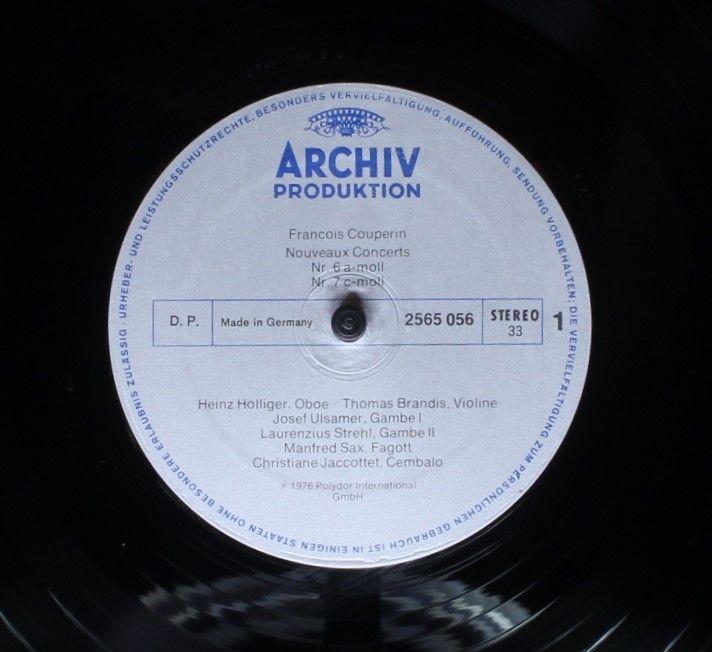 URHEBER- UND LEISTUNGSSCHUTZRECHTE, BESONDERS VERVIELFÄLTIGUNG, AUFFÜHRUNG, SENDUNG VORBEHALTEN; DIE VERVIELFÄLTIGUNG ZUM PERSÖNLICHEN GEBRAUCH IST IN EINIGEN STAATEN OHNE BESONDERE ERLAUBNIS ZULÄSSIG ·
ARCHIV
PRODUKTION
Francois Couperin
Nouveaux Concerts
Nr. 6 a-moll
Nr. 7 c-moll
D. P. Made in Germany 2565 056 STEREO 33 1
Heinz Holliger, Oboe Thomas Brandis, Violine
Josef Ulsamer, Gambe I
Laurenzius Strehl, Gambe II
Manfred Sax, Fagott
Christiane Jaccottet, Cembalo
℗ 1976 Polydor International
GmbH